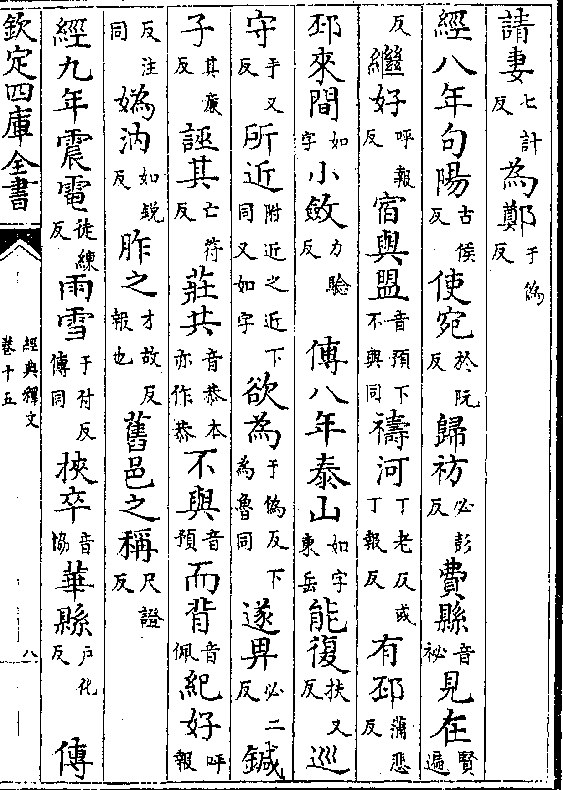 請妻七計反為鄭于偽反
經八年句陽古侯反使宛於阮反歸祊必彭反費縣音祕見在賢遍
反繼好呼報反宿與盟音預下不與同禱河丁老反或丁報反有邳蒲悲反
邳來間如字小斂力驗反 傳八年泰山如字東岳能復扶又反巡
守手又反所近附近之近下同又如字欲為于偽反下為魯同遂畀必二反鍼
子其廉反誣其亡符反莊共音恭本亦作恭不與音預而背音佩紀好呼報
反注同媯汭如銳反胙之才故反報也舊邑之稱尺證反
經九年震電徒練反雨雪于付反傳同挾卒音協華縣戶化反 傳
欽定四庫全書
經典釋文
卷十五
八